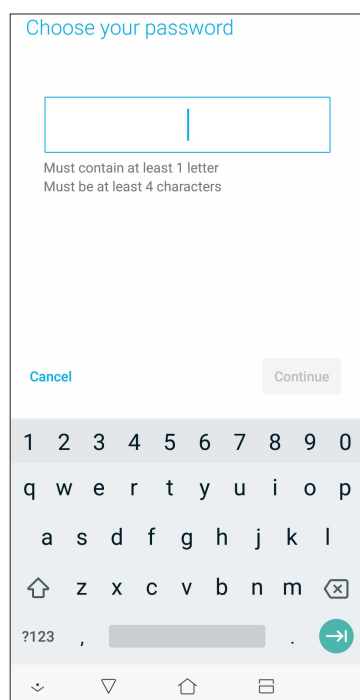 Choose your password
Must contain at least 1 letter
Must be at least 4 characters
Cancel Continue
1 2 3 4 5 6 7 8 9 0
q w e r t y u i o p
a s d f g h j k l
z x c v b n m
?123 , .